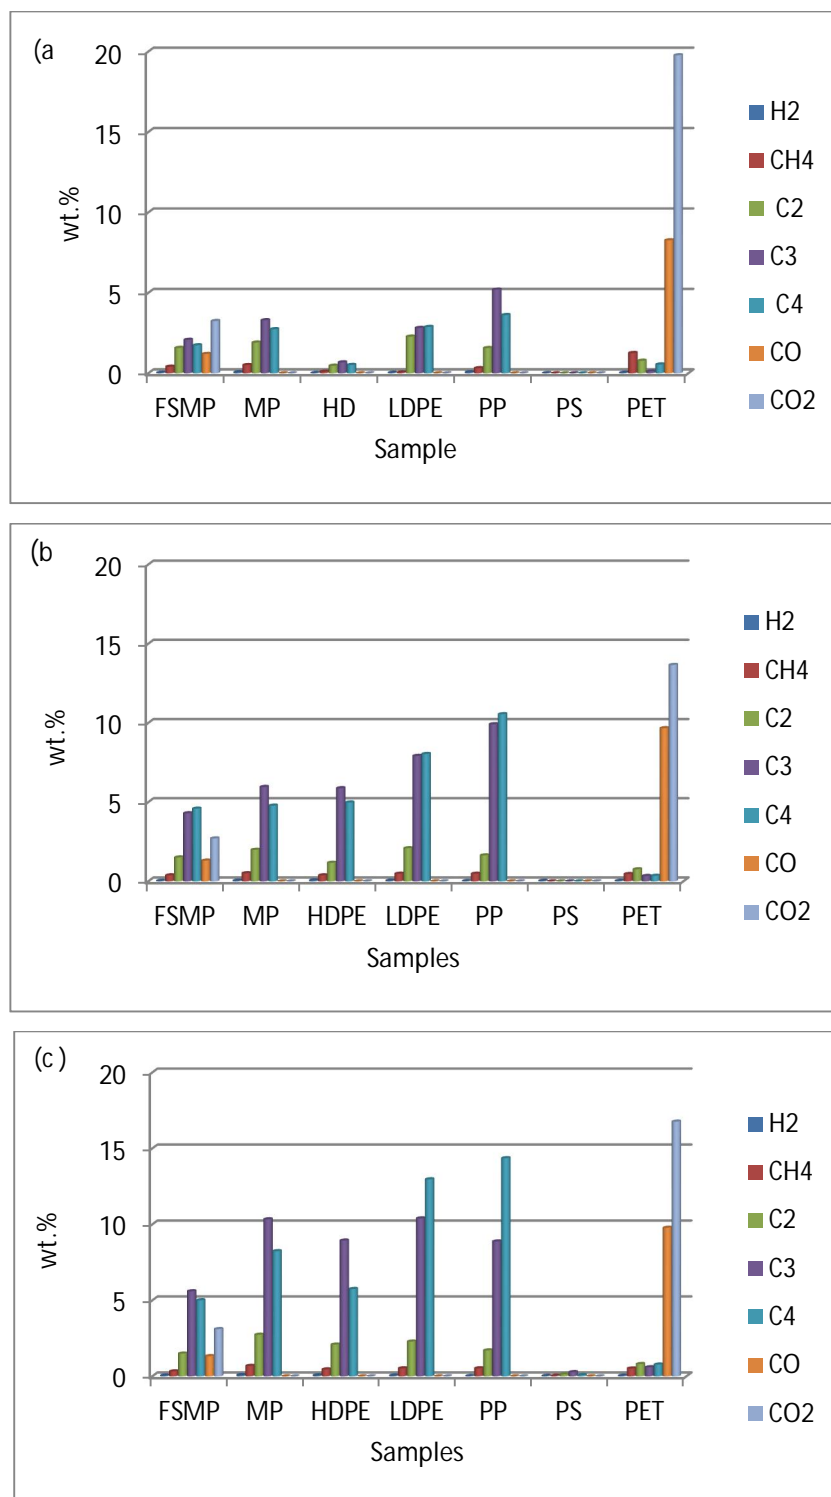 (a
20
15
10
5
0
wt.%
FSMP MP HD LDPE PP PS PET
Sample
H2
CH4
C2
C3
C4
CO
CO2
(b
20
15
10
5
0
wt.%
FSMP MP HDPE LDPE PP PS PET
Samples
H2
CH4
C2
C3
C4
CO
CO2
(c)
20
15
10
5
0
wt.%
FSMP MP HDPE LDPE PP PS PET
Samples
H2
CH4
C2
C3
C4
CO
CO2